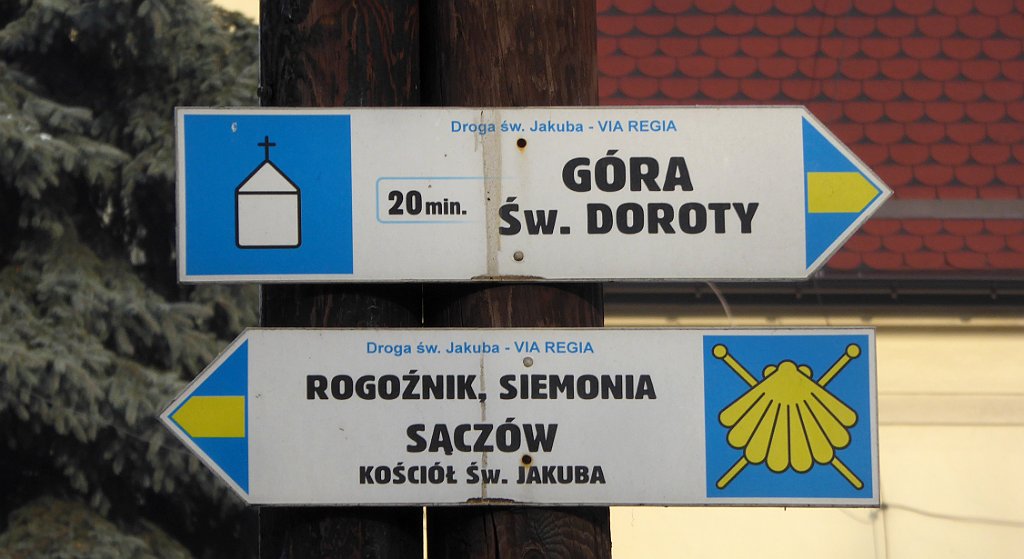 Droga św. Jakuba - VIA REGIA
GÓRA
20 min.
Św. DOROTY
Droga św. Jakuba - VIA REGIA
ROGOŹNIK, SIEMONIA
SĄCZÓW
KOŚCIÓŁ Św. JAKUBA